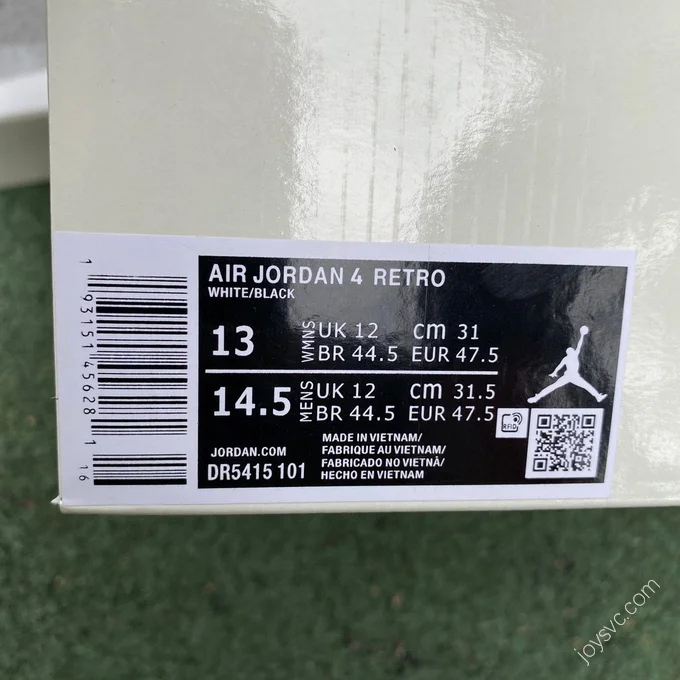 AIR JORDAN 4 RETRO
WHITE/BLACK
13 WMNS UK 12 cm 31
BR 44.5 EUR 47.5
14.5 MENS UK 12 cm 31.5
BR 44.5 EUR 47.5
RFID
JORDAN.COM
DR5415 101
MADE IN VIETNAM/
FABRIQUE AU VIETNAM/
FABRICADO NO VIETNÀ/
HECHO EN VIETNAM
1 93151 45628 1 16
joysvc.com